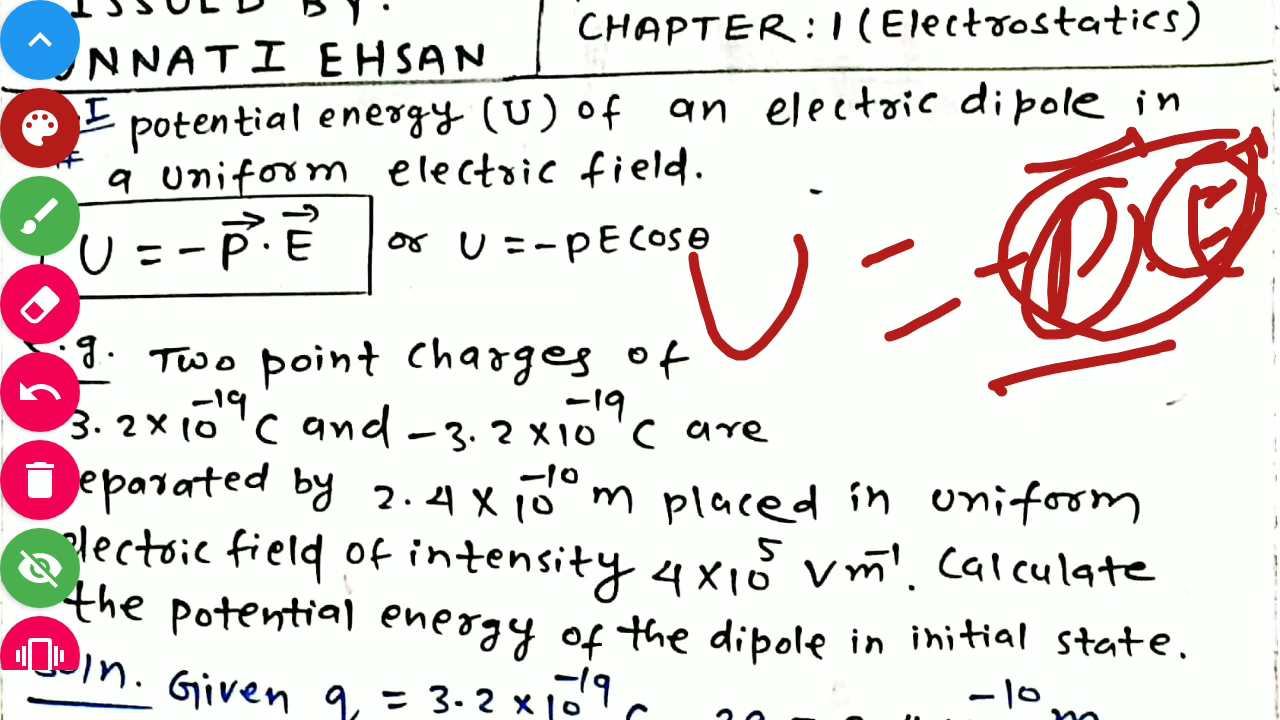 ISSUED BY:
UNNATI EHSAN
CHAPTER: 1 (Electrostatics)
I potential energy (U) of an electric dipole in
a uniform electric field.
U = - P⃗ . E⃗ or U = - PE Cosθ
U = - P⃗ . E⃗
.g. Two point charges of
3.2 × 10⁻¹⁹ C and -3.2 × 10⁻¹⁹ C are
eparated by 2.4 × 10⁻¹⁰ m placed in uniform
electric field of intensity 4 × 10⁵ V m⁻¹. Calculate
the potential energy of the dipole in initial state.
Soln. Given q = 3.2 × 10⁻¹⁹ C